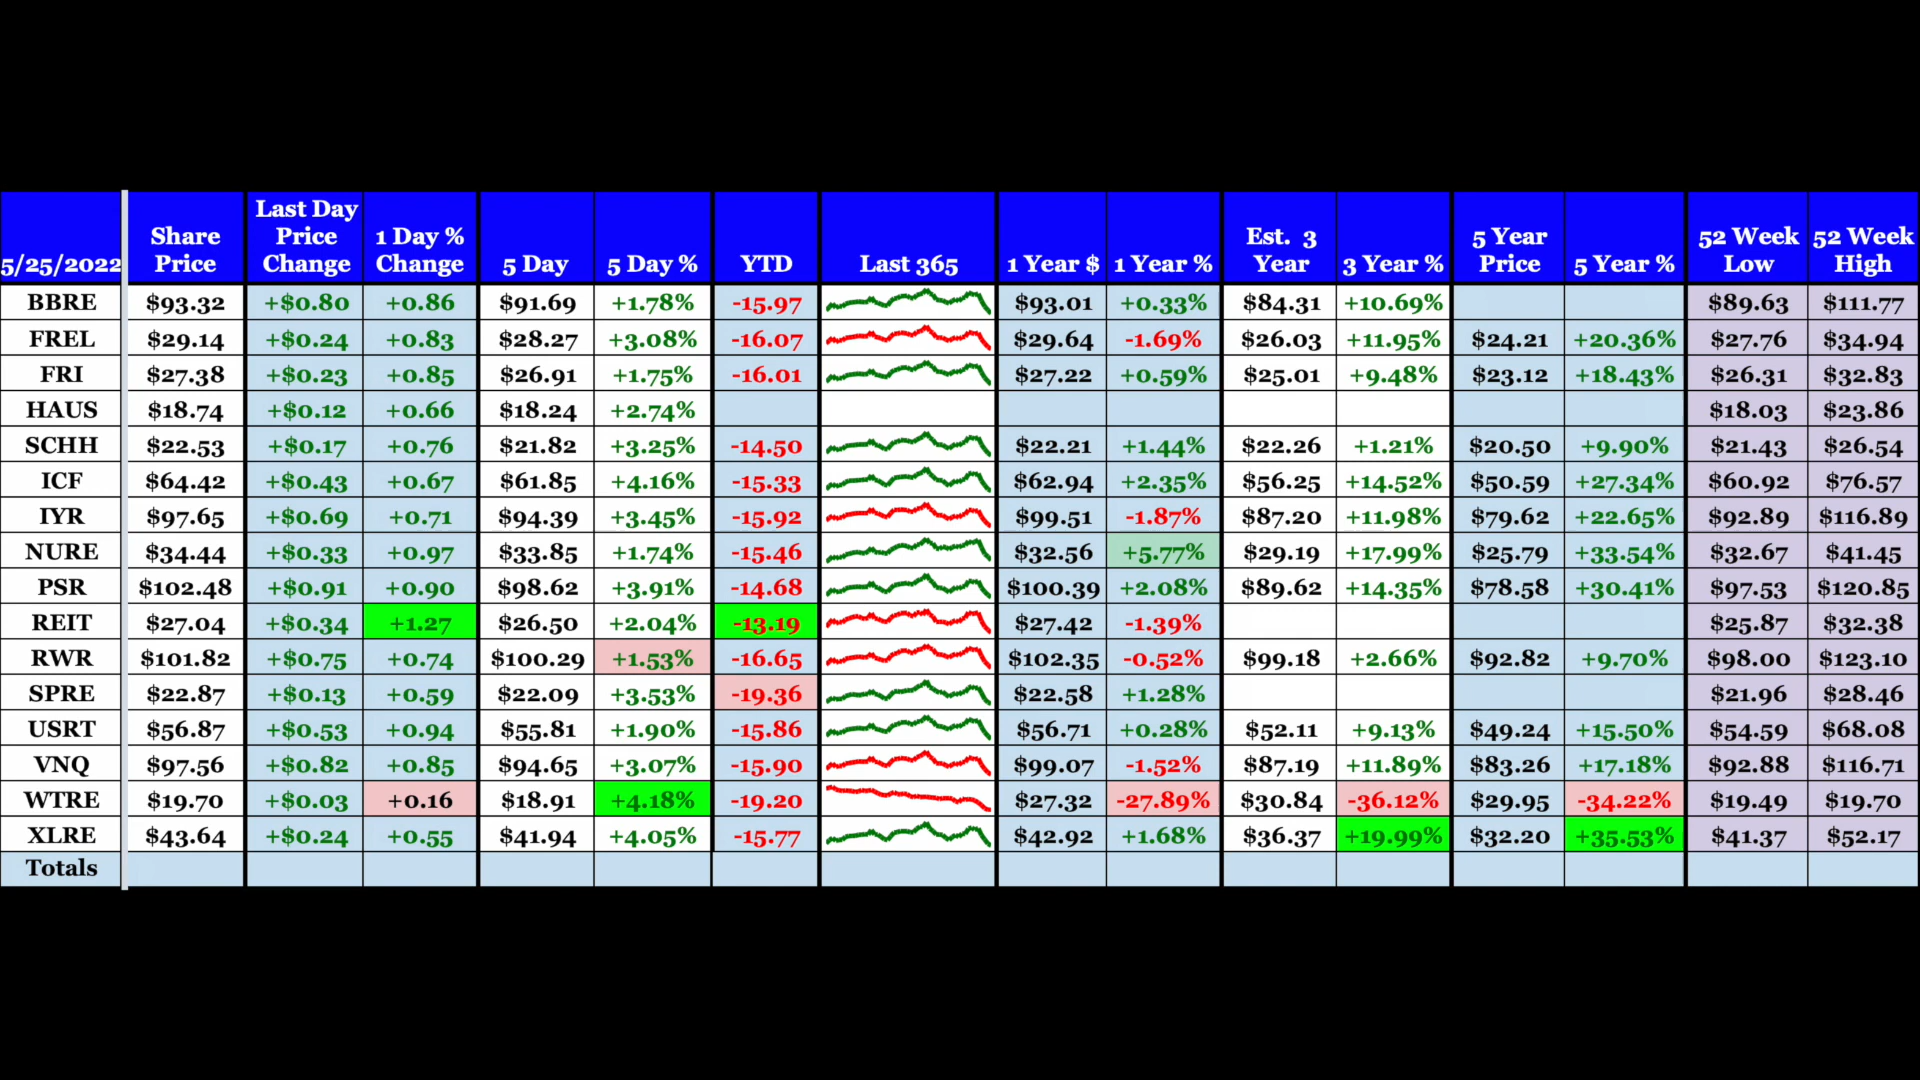 5/25/2022 Share Price Last Day Price Change 1 Day % Change 5 Day 5 Day % YTD Last 365 1 Year $ 1 Year % Est. 3 Year 3 Year % 5 Year Price 5 Year % 52 Week Low 52 Week High
BBRE $93.32 +$0.80 +0.86 $91.69 +1.78% -15.97 $93.01 +0.33% $84.31 +10.69% $89.63 $111.77
FREL $29.14 +$0.24 +0.83 $28.27 +3.08% -16.07 $29.64 -1.69% $26.03 +11.95% $24.21 +20.36% $27.76 $34.94
FRI $27.38 +$0.23 +0.85 $26.91 +1.75% -16.01 $27.22 +0.59% $25.01 +9.48% $23.12 +18.43% $26.31 $32.83
HAUS $18.74 +$0.12 +0.66 $18.24 +2.74% $18.03 $23.86
SCHH $22.53 +$0.17 +0.76 $21.82 +3.25% -14.50 $22.21 +1.44% $22.26 +1.21% $20.50 +9.90% $21.43 $26.54
ICF $64.42 +$0.43 +0.67 $61.85 +4.16% -15.33 $62.94 +2.35% $56.25 +14.52% $50.59 +27.34% $60.92 $76.57
IYR $97.65 +$0.69 +0.71 $94.39 +3.45% -15.92 $99.51 -1.87% $87.20 +11.98% $79.62 +22.65% $92.89 $116.89
NURE $34.44 +$0.33 +0.97 $33.85 +1.74% -15.46 $32.56 +5.77% $29.19 +17.99% $25.79 +33.54% $32.67 $41.45
PSR $102.48 +$0.91 +0.90 $98.62 +3.91% -14.68 $100.39 +2.08% $89.62 +14.35% $78.58 +30.41% $97.53 $120.85
REIT $27.04 +$0.34 +1.27 $26.50 +2.04% -13.19 $27.42 -1.39% $25.87 $32.38
RWR $101.82 +$0.75 +0.74 $100.29 +1.53% -16.65 $102.35 -0.52% $99.18 +2.66% $92.82 +9.70% $98.00 $123.10
SPRE $22.87 +$0.13 +0.59 $22.09 +3.53% -19.36 $22.58 +1.28% $21.96 $28.46
USRT $56.87 +$0.53 +0.94 $55.81 +1.90% -15.86 $56.71 +0.28% $52.11 +9.13% $49.24 +15.50% $54.59 $68.08
VNQ $97.56 +$0.82 +0.85 $94.65 +3.07% -15.90 $99.07 -1.52% $87.19 +11.89% $83.26 +17.18% $92.88 $116.71
WTRE $19.70 +$0.03 +0.16 $18.91 +4.18% -19.20 $27.32 -27.89% $30.84 -36.12% $29.95 -34.22% $19.49 $19.70
XLRE $43.64 +$0.24 +0.55 $41.94 +4.05% -15.77 $42.92 +1.68% $36.37 +19.99% $32.20 +35.53% $41.37 $52.17
Totals